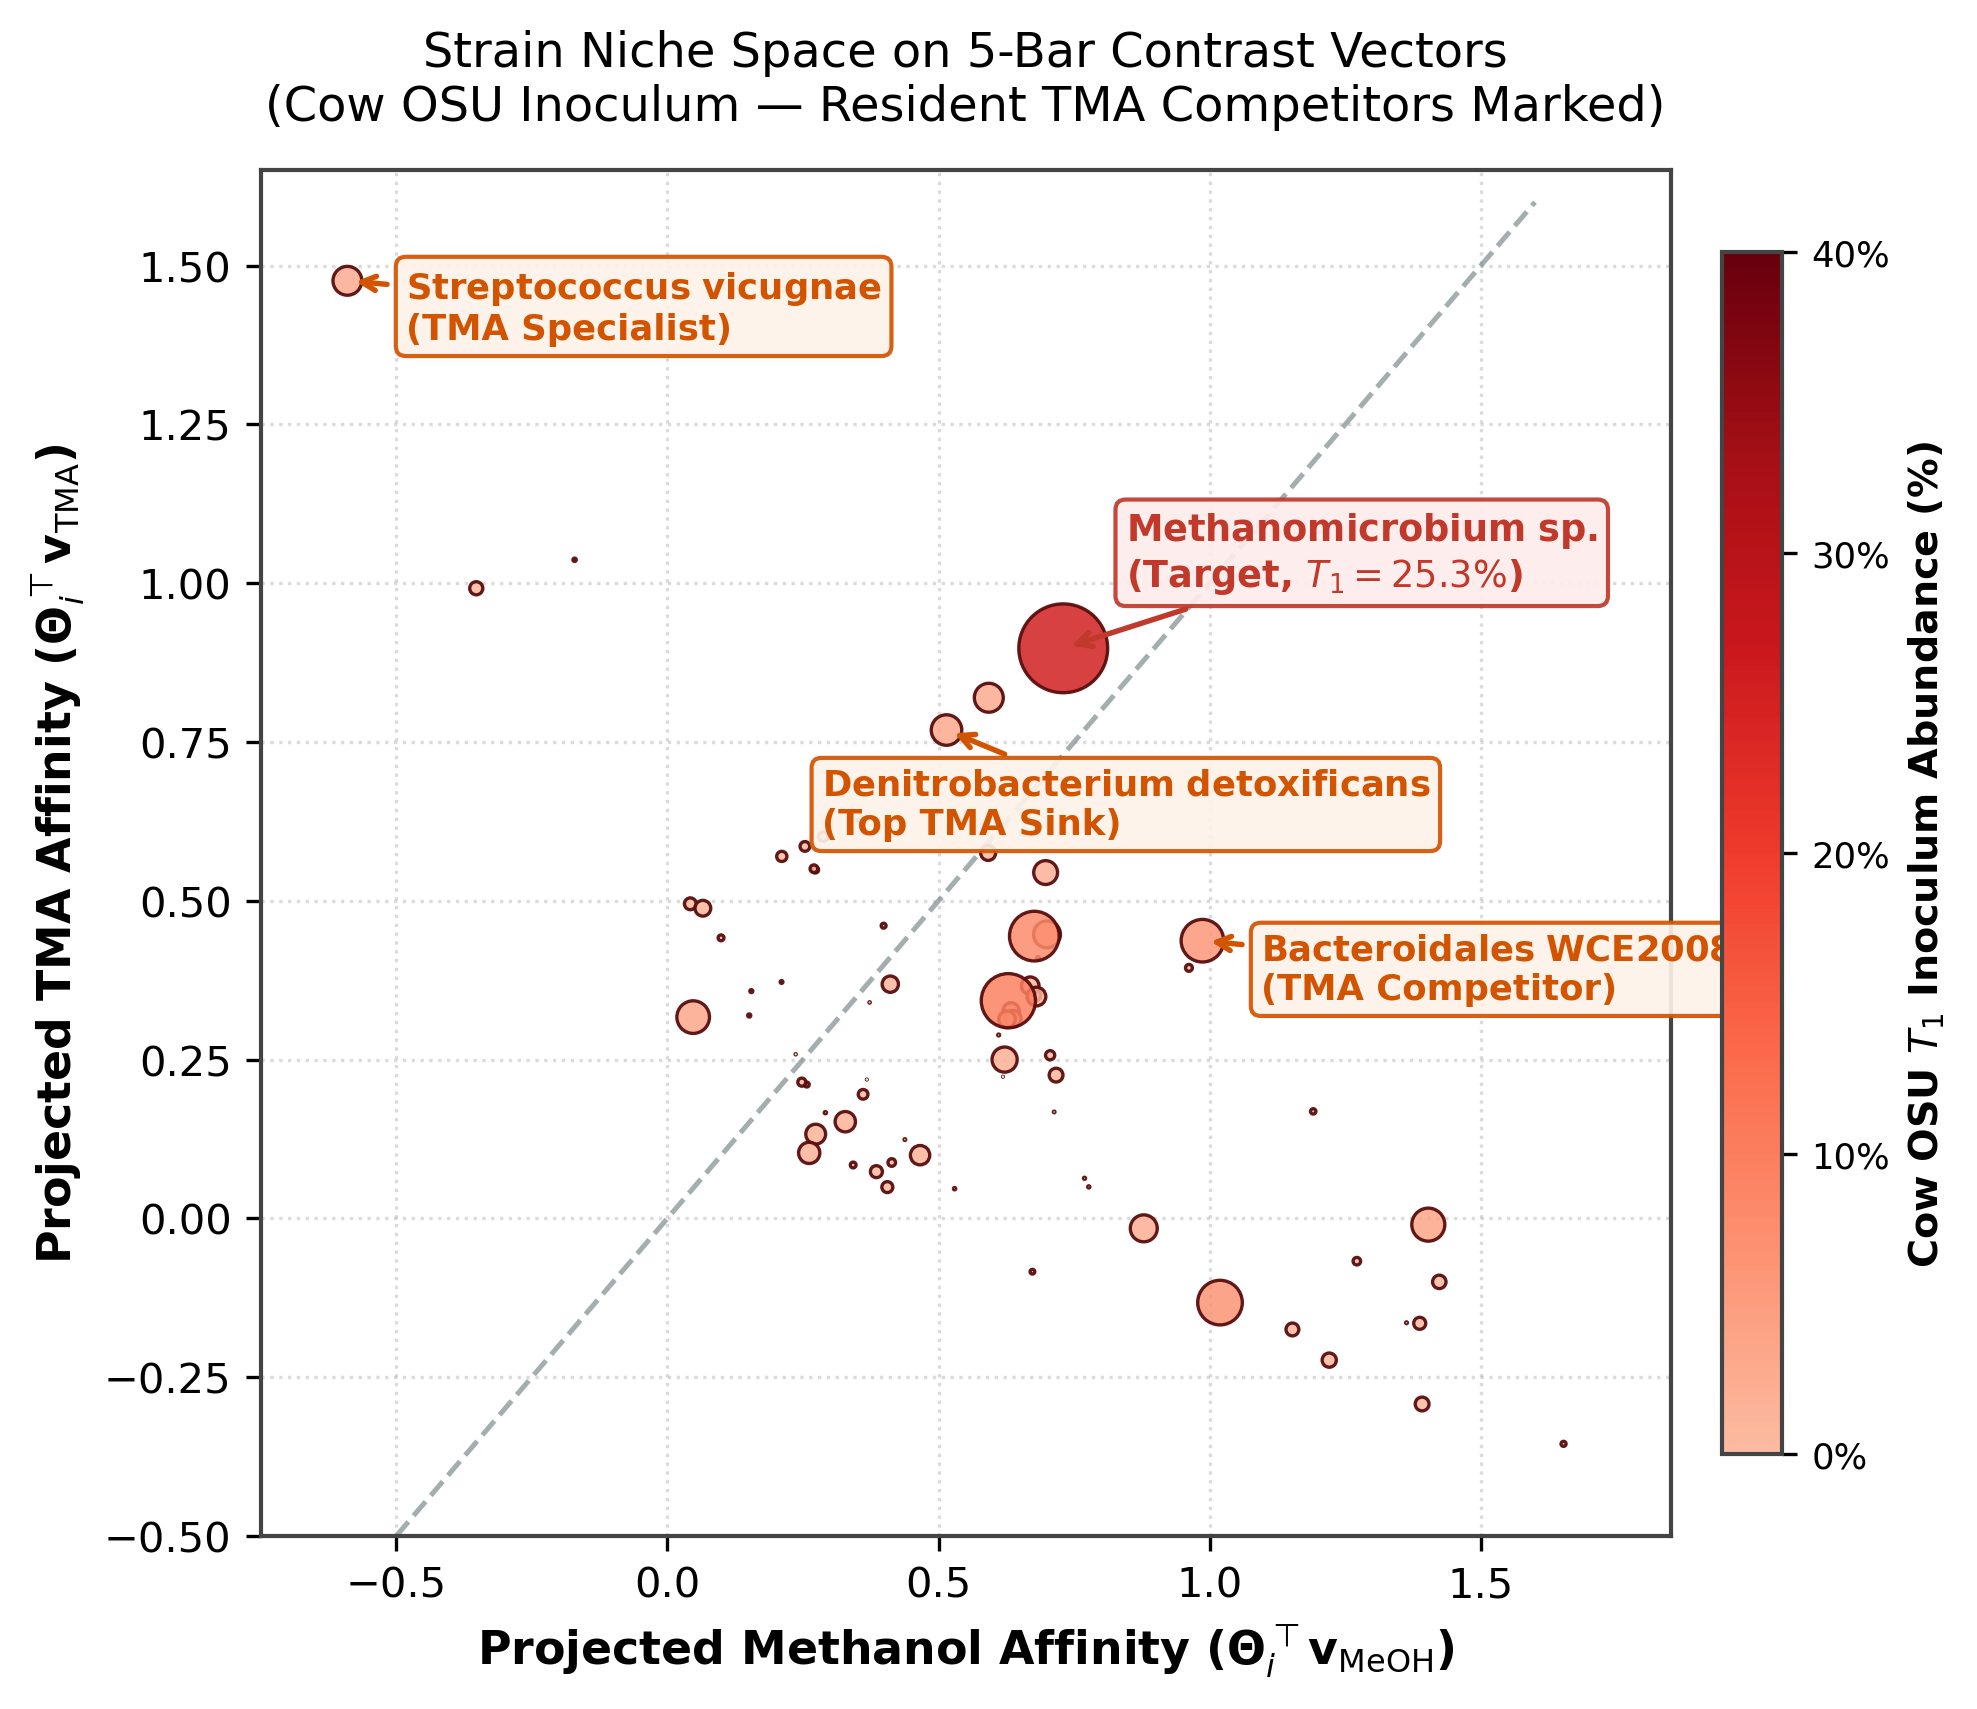 Strain Niche Space on 5-Bar Contrast Vectors
(Cow OSU Inoculum — Resident TMA Competitors Marked)
Projected TMA Affinity (Θᵢ⊤ v_TMA)
1.50
1.25
1.00
0.75
0.50
0.25
0.00
−0.25
−0.50
Streptococcus vicugnae
(TMA Specialist)
Methanomicrobium sp.
(Target, T₁ = 25.3%)
Denitrobacterium detoxificans
(Top TMA Sink)
Bacteroidales WCE2008
(TMA Competitor)
−0.5
0.0
0.5
1.0
1.5
Projected Methanol Affinity (Θᵢ⊤ v_MeOH)
40%
30%
20%
10%
0%
Cow OSU T₁ Inoculum Abundance (%)